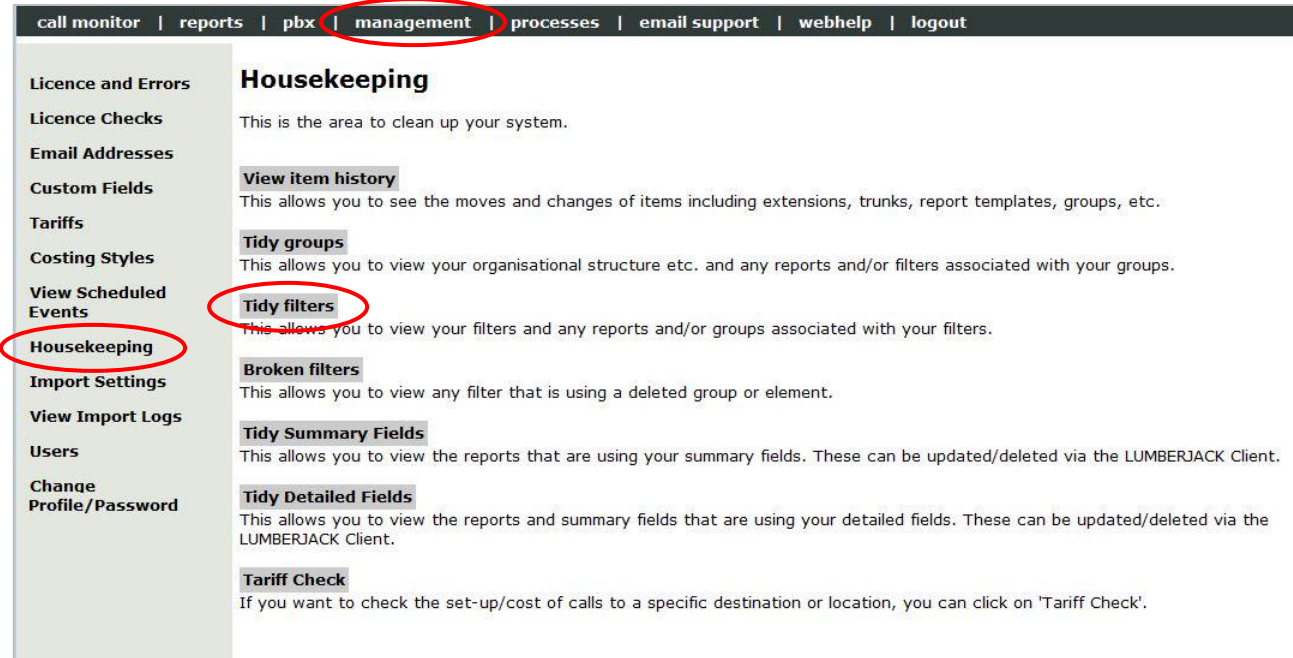 call monitor | reports | pbx | management | processes | email support | webhelp | logout
Licence and Errors
Licence Checks
Email Addresses
Custom Fields
Tariffs
Costing Styles
View Scheduled
Events
Housekeeping
Import Settings
View Import Logs
Users
Change
Profile/Password
Housekeeping
This is the area to clean up your system.
View item history
This allows you to see the moves and changes of items including extensions, trunks, report templates, groups, etc.
Tidy groups
This allows you to view your organisational structure etc. and any reports and/or filters associated with your groups.
Tidy filters
This allows you to view your filters and any reports and/or groups associated with your filters.
Broken filters
This allows you to view any filter that is using a deleted group or element.
Tidy Summary Fields
This allows you to view the reports that are using your summary fields. These can be updated/deleted via the LUMBERJACK Client.
Tidy Detailed Fields
This allows you to view the reports and summary fields that are using your detailed fields. These can be updated/deleted via the
LUMBERJACK Client.
Tariff Check
If you want to check the set-up/cost of calls to a specific destination or location, you can click on 'Tariff Check'.